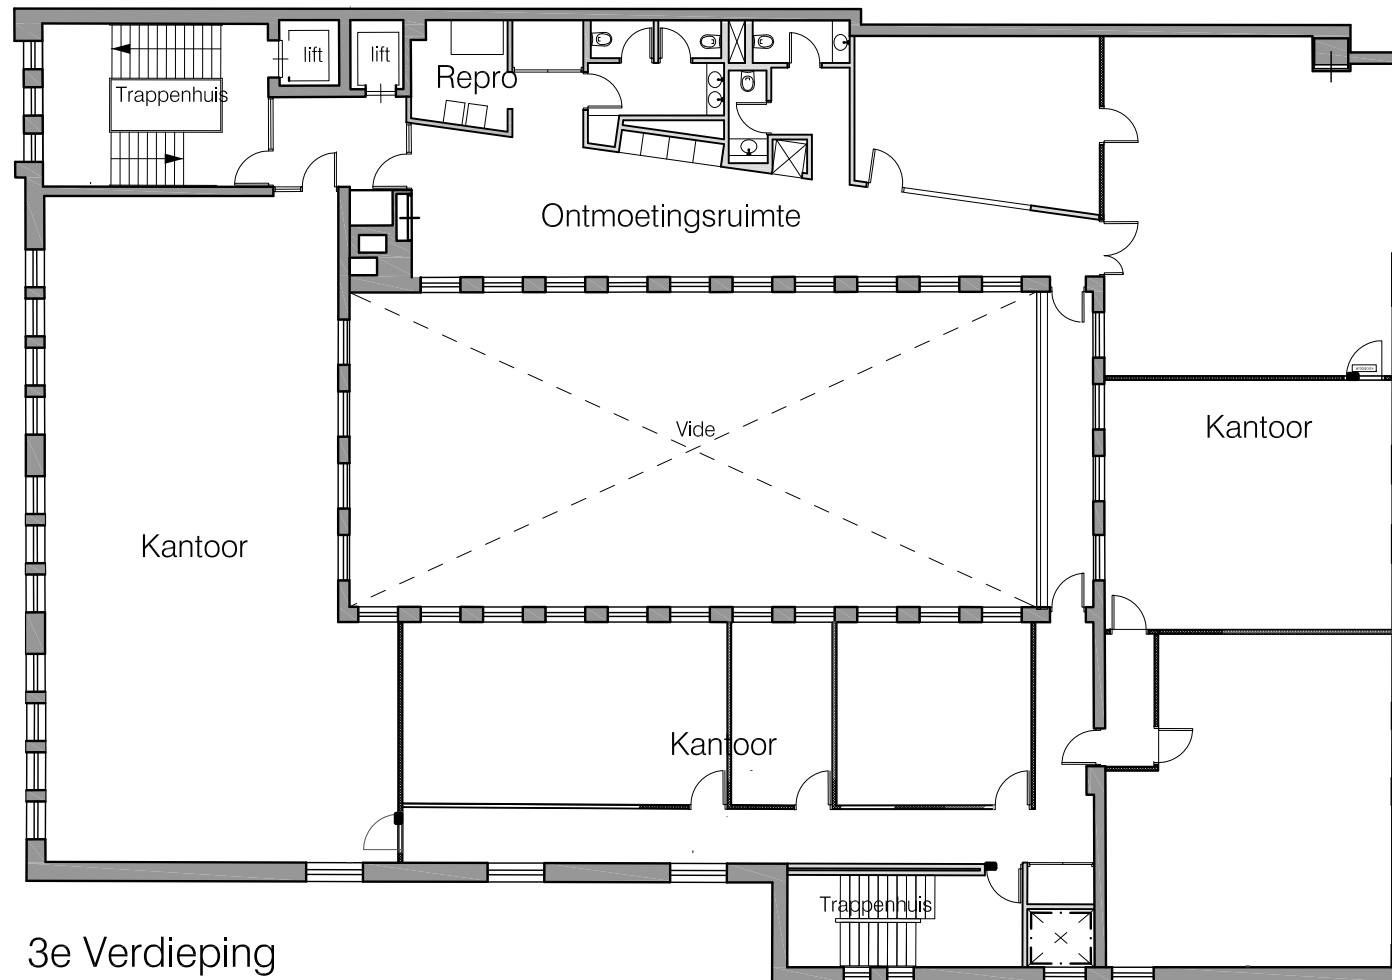 lift
lift
Repro
Trappenhuis
Ontmoetingsruimte
Vide
Kantoor
Kantoor
Kantoor
Trappenhuis
3e Verdieping